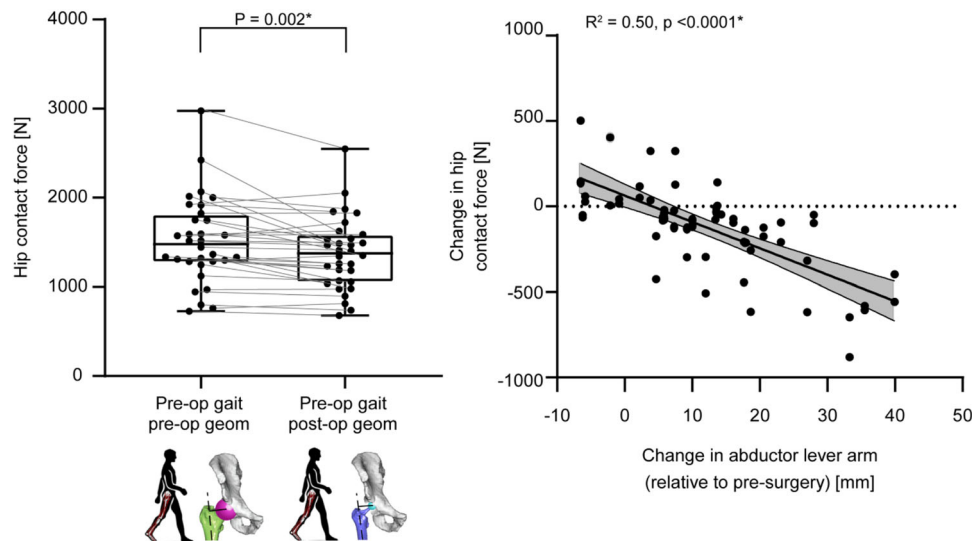 P = 0.002*
4000
3000
2000
1000
0
Hip contact force [N]
Pre-op gait
pre-op geom
Pre-op gait
post-op geom
R² = 0.50, p <0.0001*
1000
500
0
-500
-1000
Change in hip
contact force [N]
-10 0 10 20 30 40 50
Change in abductor lever arm
(relative to pre-surgery) [mm]